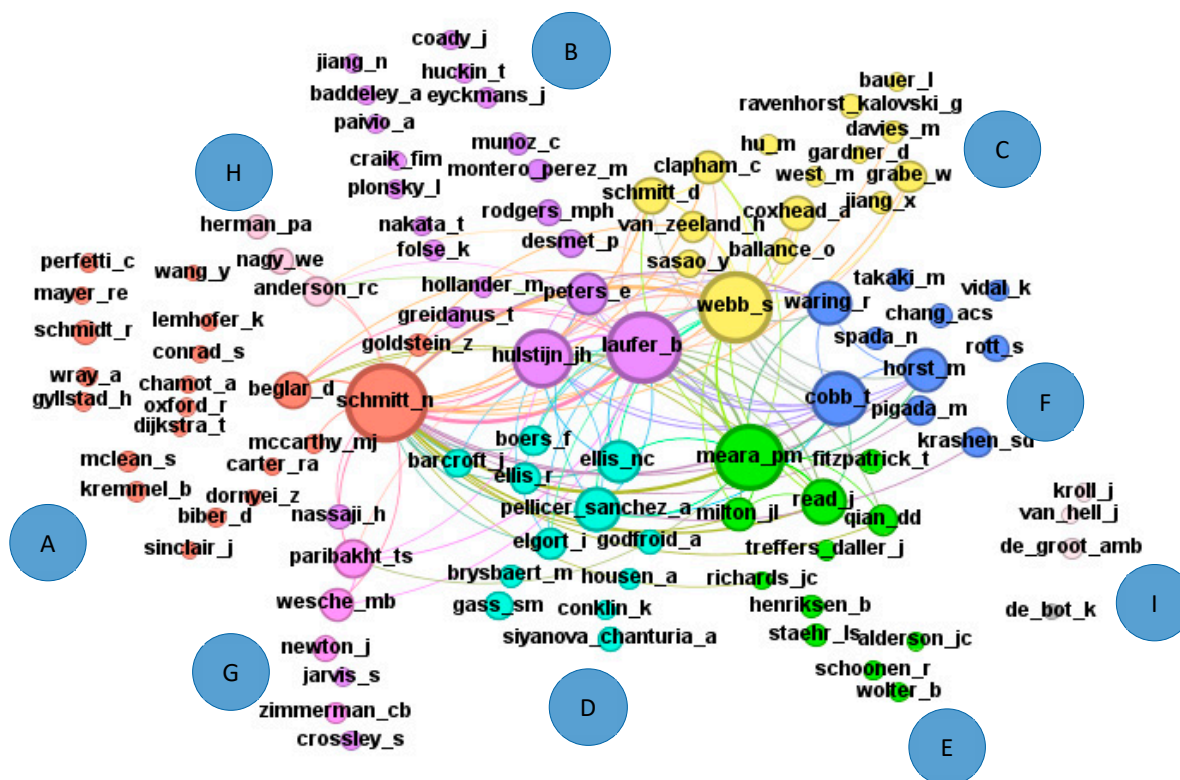 coady_j
B
jiang_n
huckin_t
baddeley_a
eyckmans_j
paivio_a
munoz_c
craik_fim
montero_perez_m
plonsky_l
rodgers_mph
nakata_t
desmet_p
folse_k
hollander_m
peters_e
greidanus_t
hulstijn_jh
laufer_b
bauer_l
ravenhorst_kalovski_g
davies_m
C
hu_m
gardner_d
clapham_c
west_m
grabe_w
schmitt_d
jiang_x
coxhead_a
van_zeeland_h
ballance_o
sasao_y
webb_s
H
herman_pa
nagy_we
anderson_rc
perfetti_c
wang_y
mayer_re
lemhofer_k
schmidt_r
conrad_s
goldstein_z
wray_a
chamot_a
beglar_d
schmitt_n
gyllstad_h
oxford_r
dijkstra_t
mccarthy_mj
mclean_s
carter_ra
kremmel_b
dornyei_z
biber_d
A
sinclair_j
takaki_m
vidal_k
waring_r
chang_acs
spada_n
rott_s
horst_m
cobb_t
F
pigada_m
krashen_sd
boers_f
barcroft_j
ellis_nc
ellis_r
pellicer_sanchez_a
elgort_i
godfroid_a
brysbaert_m
housen_a
gass_sm
conklin_k
siyanova_chanturia_a
D
meara_pm
fitzpatrick_t
read_j
milton_jl
qian_dd
treffers_daller_j
richards_jc
henriksen_b
staehr_ls
alderson_jc
schoonen_r
wolter_b
E
nassaji_h
paribakht_ts
wesche_mb
newton_j
G
jarvis_s
zimmerman_cb
crossley_s
kroll_j
van_hell_j
de_groot_amb
de_bot_k
I